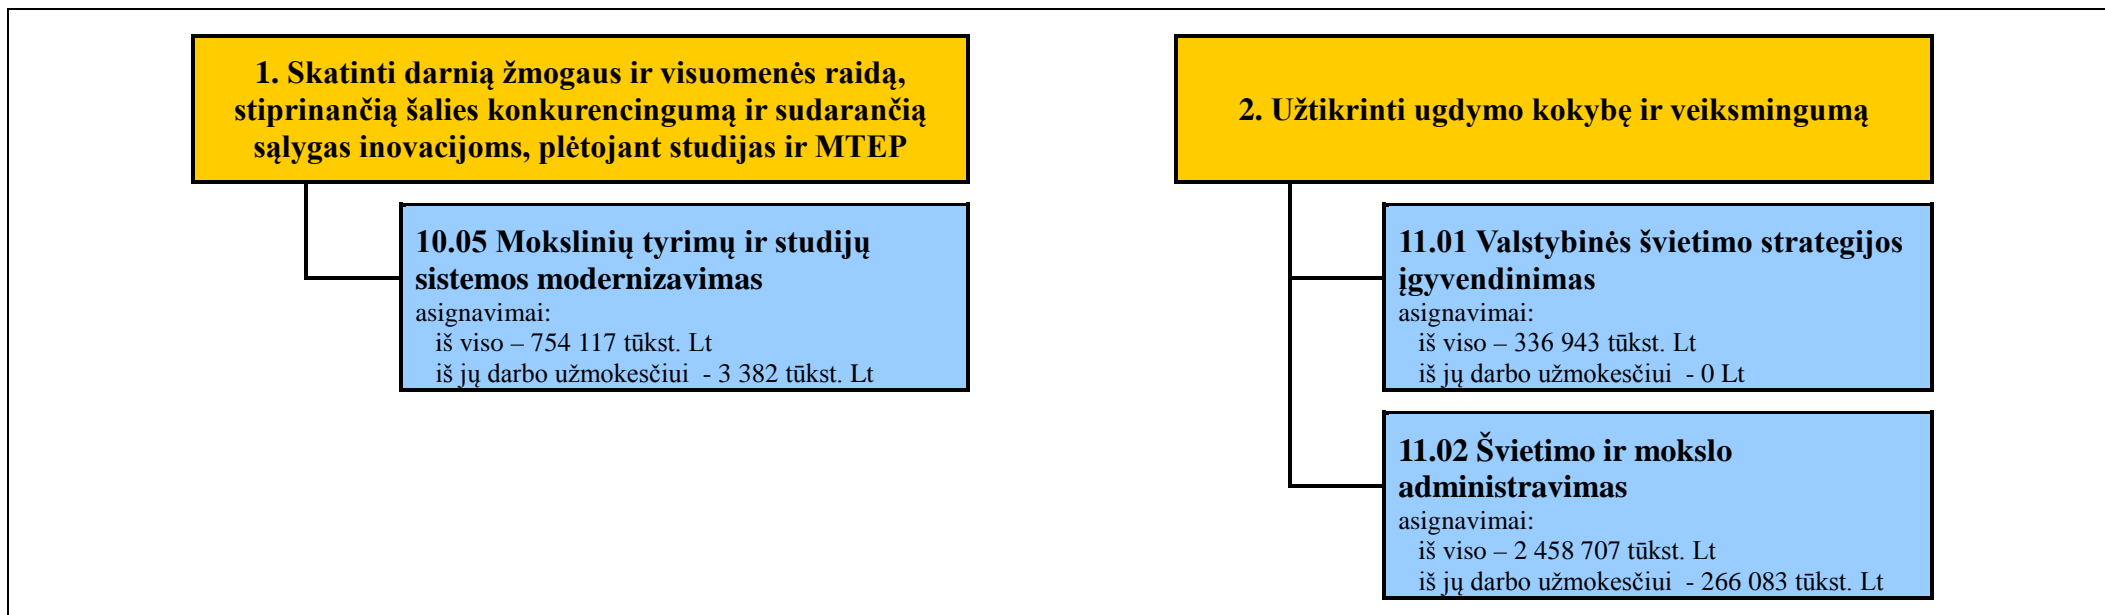 1. Skatinti darnią žmogaus ir visuomenės raidą,
stiprinančią šalies konkurencingumą ir sudarančią
sąlygas inovacijoms, plėtojant studijas ir MTEP
10.05 Mokslinių tyrimų ir studijų
sistemos modernizavimas
asignavimai:
iš viso – 754 117 tūkst. Lt
iš jų darbo užmokesčiui - 3 382 tūkst. Lt
2. Užtikrinti ugdymo kokybę ir veiksmingumą
11.01 Valstybinės švietimo strategijos
įgyvendinimas
asignavimai:
iš viso – 336 943 tūkst. Lt
iš jų darbo užmokesčiui - 0 Lt
11.02 Švietimo ir mokslo
administravimas
asignavimai:
iš viso – 2 458 707 tūkst. Lt
iš jų darbo užmokesčiui - 266 083 tūkst. Lt